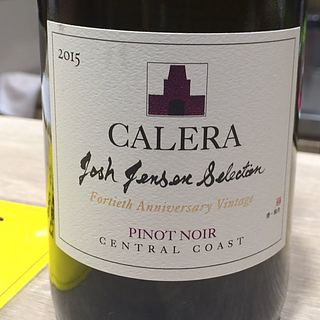 2015
CALERA
Josh Jensen Selection
Fortieth Anniversary Vintage
PINOT NOIR
CENTRAL COAST